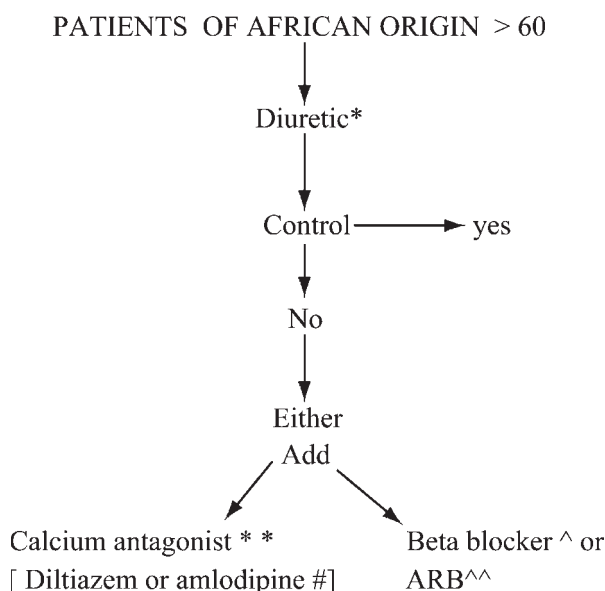 PATIENTS OF AFRICAN ORIGIN > 60
Diuretic*
Control
yes
No
Either
Add
Calcium antagonist * *
[ Diltiazem or amlodipine #]
Beta blocker ^ or
ARB^^